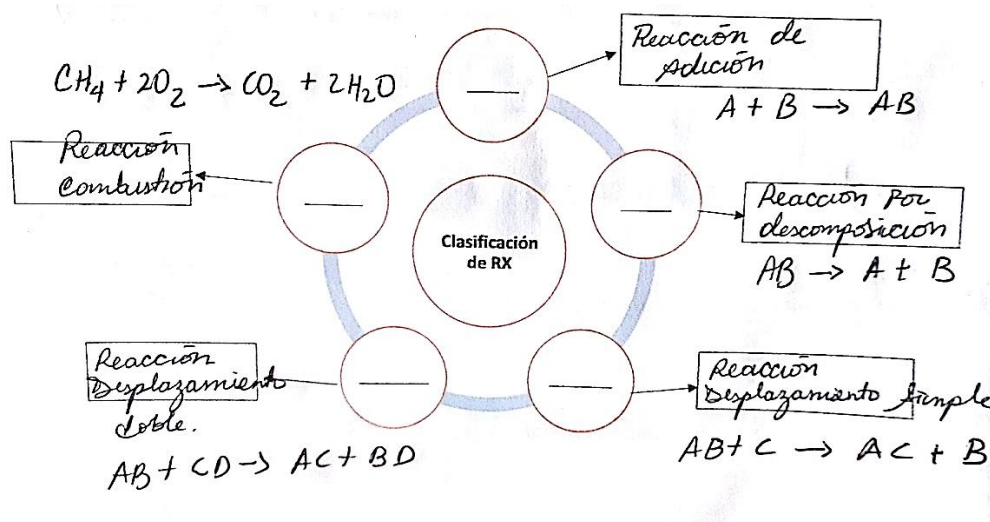 Reacción de
Adición
A + B → AB
CH₄ + 2O₂ → CO₂ + 2H₂O
Reacción
combustión
Clasificación
de RX
Reacción Por
descomposición
AB → A + B
Reacción
Desplazamiento
doble.
AB + CD → AC + BD
Reacción
Desplazamiento simple
AB + C → AC + B